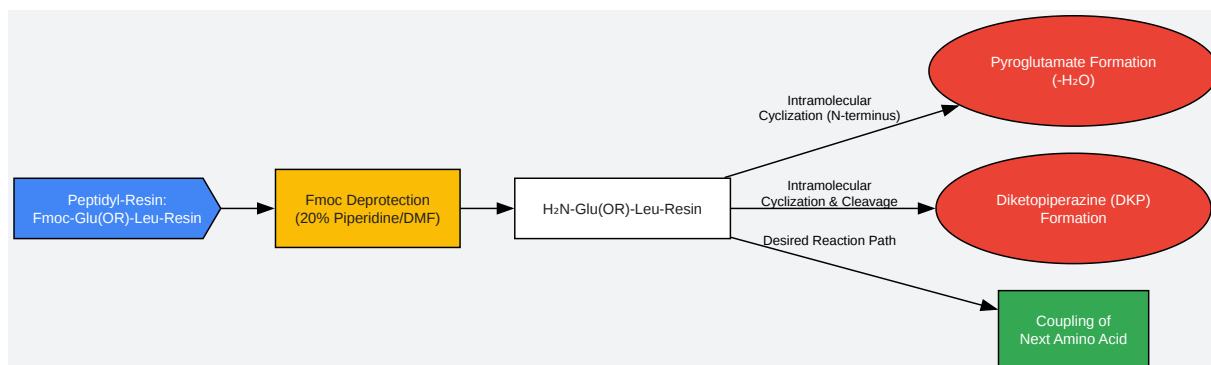 Peptidyl-Resin:
Fmoc-Glu(OR)-Leu-Resin
Fmoc Deprotection
(20% Piperidine/DMF)
H₂N-Glu(OR)-Leu-Resin
Intramolecular
Cyclization (N-terminus)
Pyroglutamate Formation
(-H₂O)
Intramolecular
Cyclization & Cleavage
Diketopiperazine (DKP)
Formation
Desired Reaction Path
Coupling of
Next Amino Acid